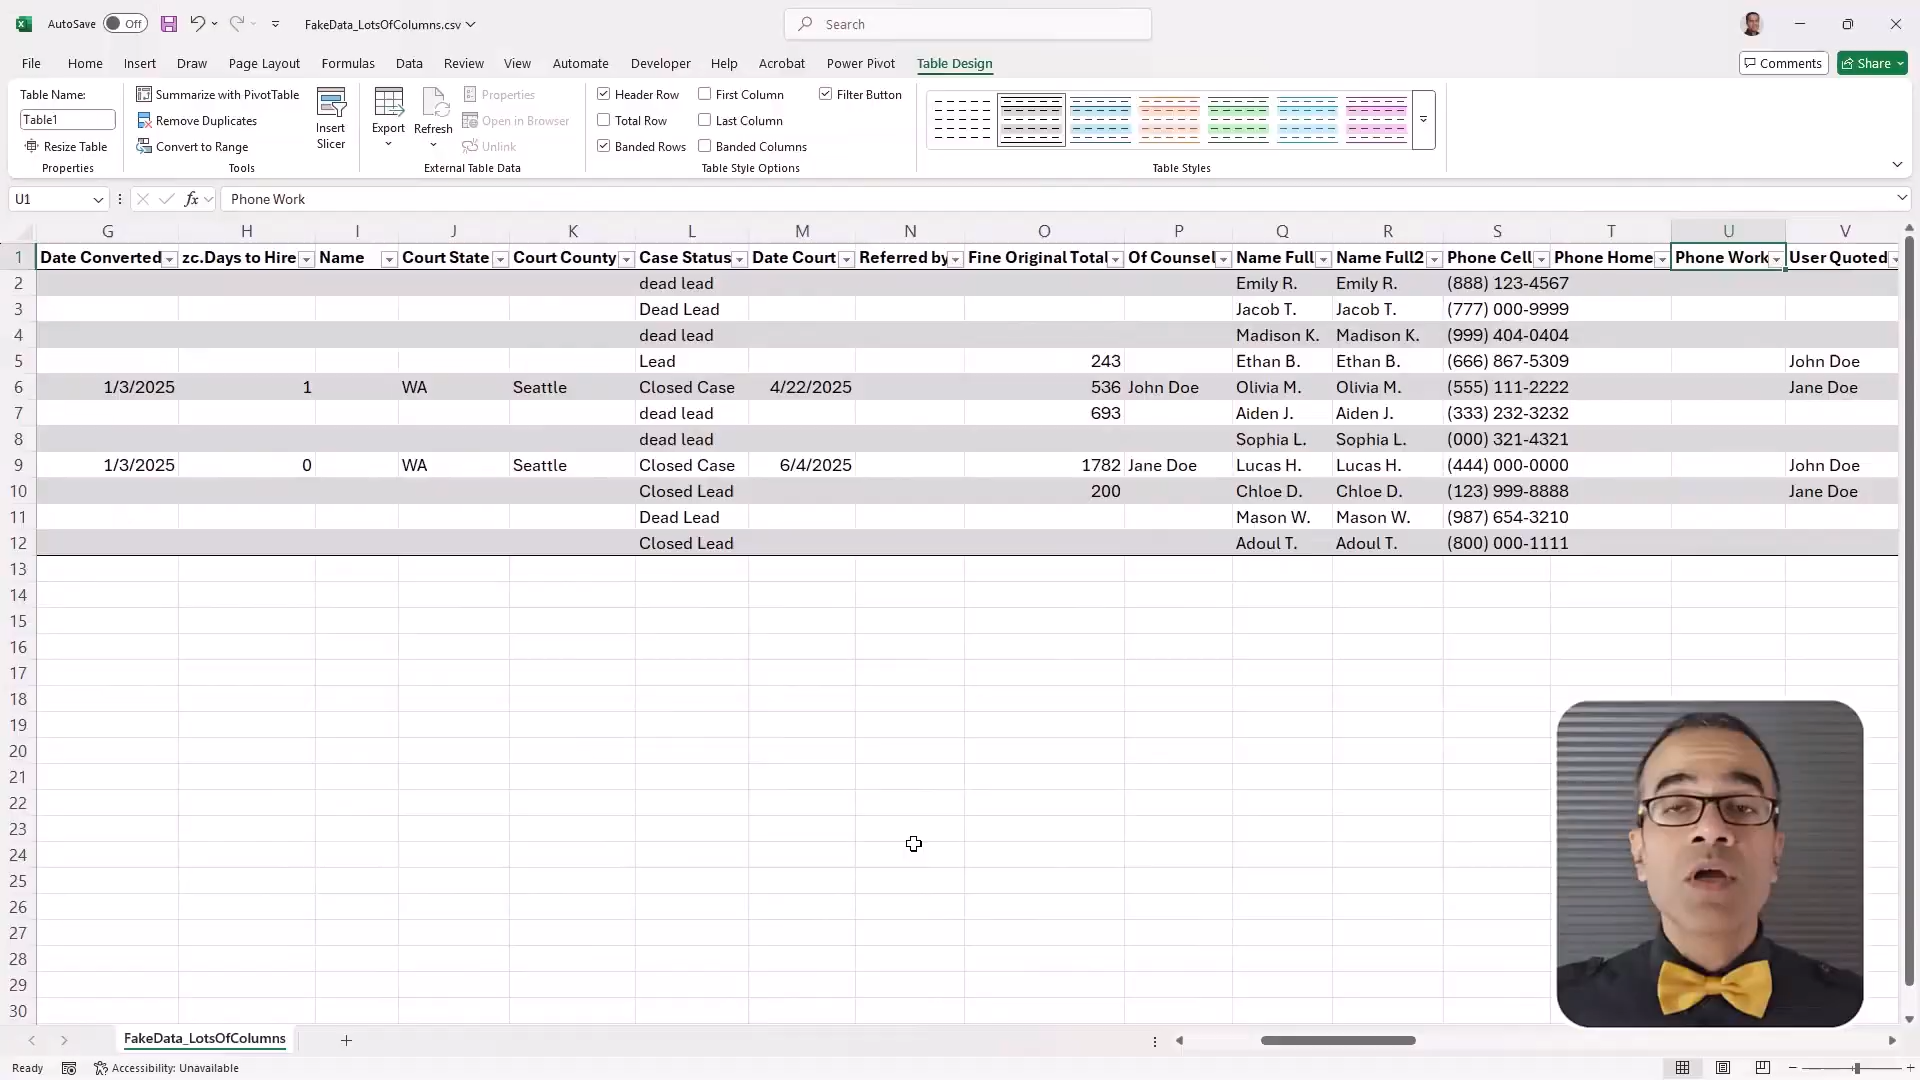 AutoSave Off FakeData_LotsOfColumns.csv Search
File Home Insert Draw Page Layout Formulas Data Review View Automate Developer Help Acrobat Power Pivot Table Design Comments Share
Table Name: Summarize with PivotTable Properties Header Row First Column Filter Button
Table1 Remove Duplicates Insert Slicer Export Refresh Open in Browser Total Row Last Column
Resize Table Convert to Range Unlink Banded Rows Banded Columns
Properties Tools External Table Data Table Style Options Table Styles
U1 fx Phone Work
G H I J K L M N O P Q R S T U V
1 Date Converted zc.Days to Hire Name Court State Court County Case Status Date Court Referred by Fine Original Total Of Counsel Name Full Name Full2 Phone Cell Phone Home Phone Work User Quoted
2 dead lead Emily R. Emily R. (888) 123-4567
3 Dead Lead Jacob T. Jacob T. (777) 000-9999
4 dead lead Madison K. Madison K. (999) 404-0404
5 Lead 243 Ethan B. Ethan B. (666) 867-5309 John Doe
6 1/3/2025 1 WA Seattle Closed Case 4/22/2025 536 John Doe Olivia M. Olivia M. (555) 111-2222 Jane Doe
7 dead lead 693 Aiden J. Aiden J. (333) 232-3232
8 dead lead Sophia L. Sophia L. (000) 321-4321
9 1/3/2025 0 WA Seattle Closed Case 6/4/2025 1782 Jane Doe Lucas H. Lucas H. (444) 000-0000 John Doe
10 Closed Lead 200 Chloe D. Chloe D. (123) 999-8888 Jane Doe
11 Dead Lead Mason W. Mason W. (987) 654-3210
12 Closed Lead Adoul T. Adoul T. (800) 000-1111
13
14
15
16
17
18
19
20
21
22
23
24
25
26
27
28
29
30
FakeData_LotsOfColumns
Ready Accessibility: Unavailable